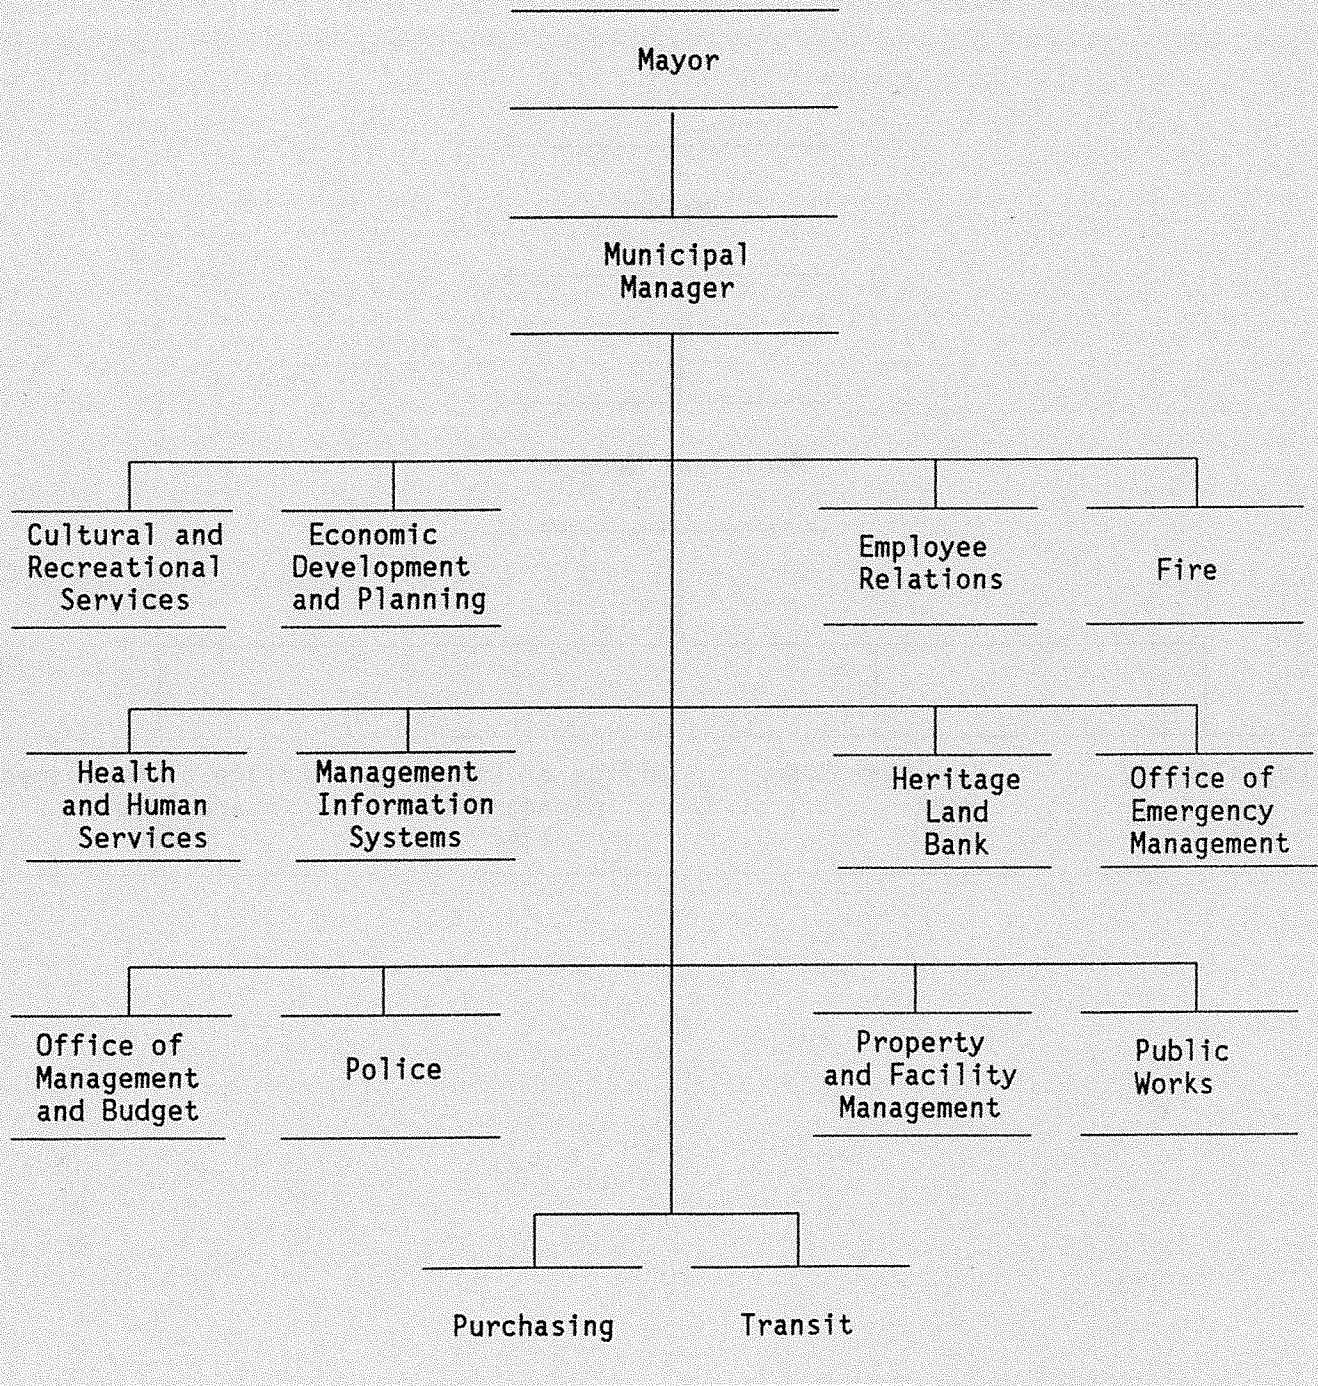 Mayor
Municipal
Manager
Cultural and
Recreational
Services
Economic
Development
and Planning
Employee
Relations
Fire
Health
and Human
Services
Management
Information
Systems
Heritage
Land
Bank
Office of
Emergency
Management
Office of
Management
and Budget
Police
Property
and Facility
Management
Public
Works
Purchasing
Transit